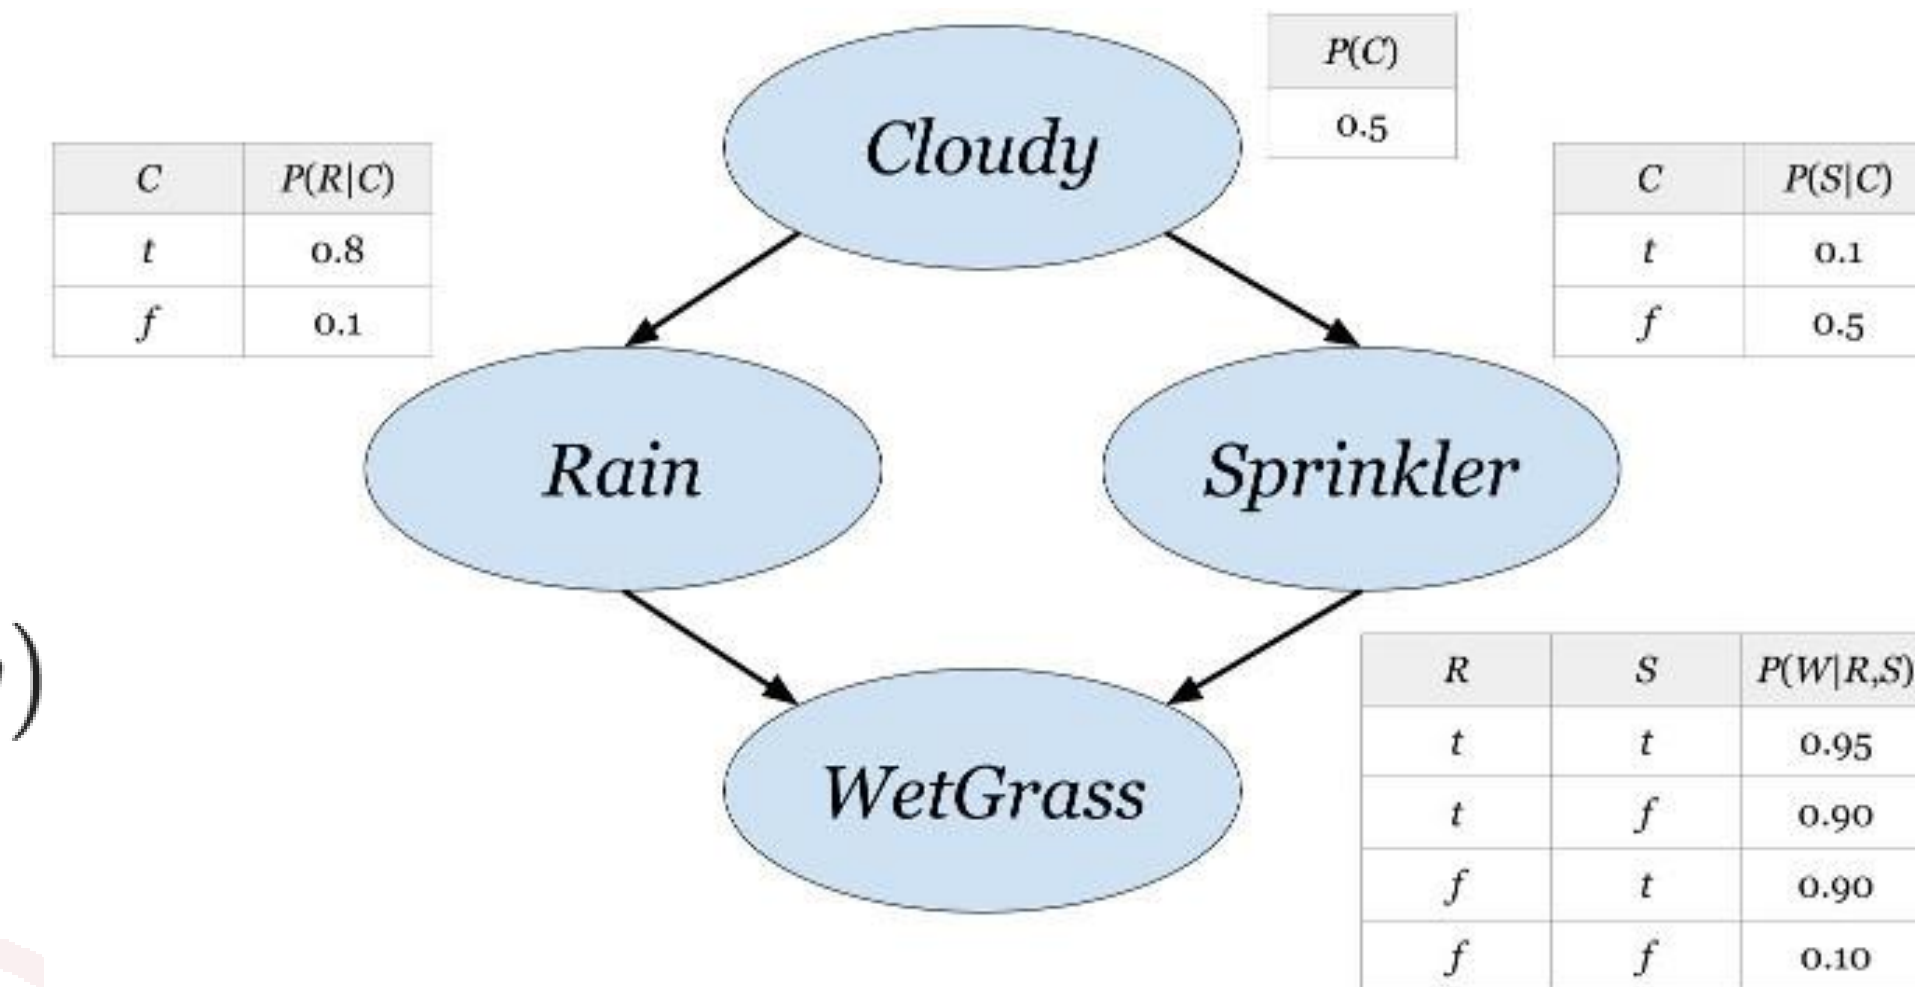 P(C)
0.5
Cloudy
C P(R|C)
t 0.8
f 0.1
C P(S|C)
t 0.1
f 0.5
Rain
Sprinkler
)
WetGrass
R S P(W|R,S)
t t 0.95
t f 0.90
f t 0.90
f f 0.10